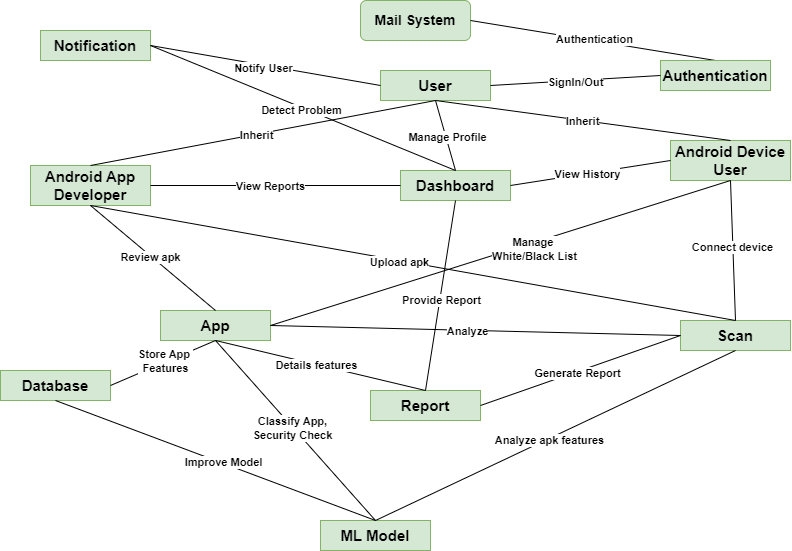 Mail System
Notification
Authentication
Notify User
User
SignIn/Out
Authentication
Detect Problem
Inherit
Manage Profile
Inherit
Android App
Developer
View Reports
Dashboard
View History
Android Device
User
Review apk
Upload apk
Manage
White/Black List
Connect device
Provide Report
App
Analyze
Scan
Store App
Features
Details features
Generate Report
Database
Report
Classify App,
Security Check
Analyze apk features
Improve Model
ML Model